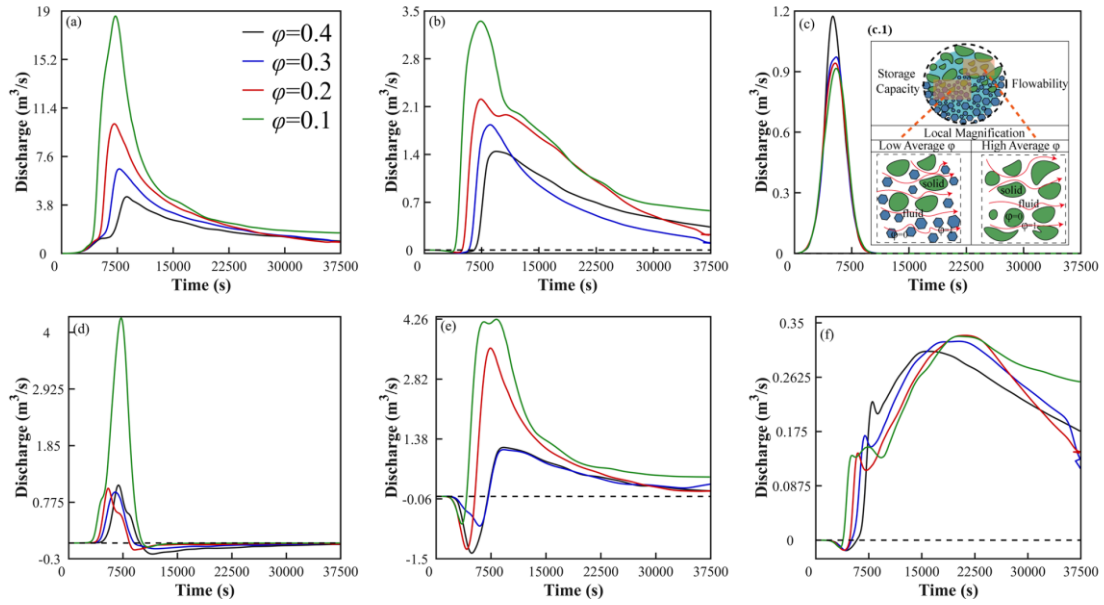 (a)
φ=0.4
φ=0.3
φ=0.2
φ=0.1
19
15.2
11.4
7.6
3.8
0
Discharge (m³/s)
0 7500 15000 22500 30000 37500
Time (s)
(b)
3.5
2.8
2.1
1.4
0.7
0
Discharge (m³/s)
0 7500 15000 22500 30000 37500
Time (s)
(c)
1.2
0.9
0.6
0.3
0
Discharge (m³/s)
0 7500 15000 22500 30000 37500
Time (s)
(c.1)
Storage
Capacity
Flowability
Local Magnification
Low Average φ
High Average φ
solid
fluid
φ=0
solid
fluid
φ=0
φ=1
(d)
4
2.925
1.85
0.775
-0.3
Discharge (m³/s)
0 7500 15000 22500 30000 37500
Time (s)
(e)
4.26
2.82
1.38
-0.06
-1.5
Discharge (m³/s)
0 7500 15000 22500 30000 37500
Time (s)
(f)
0.35
0.2625
0.175
0.0875
0
Discharge (m³/s)
0 7500 15000 22500 30000 37500
Time (s)